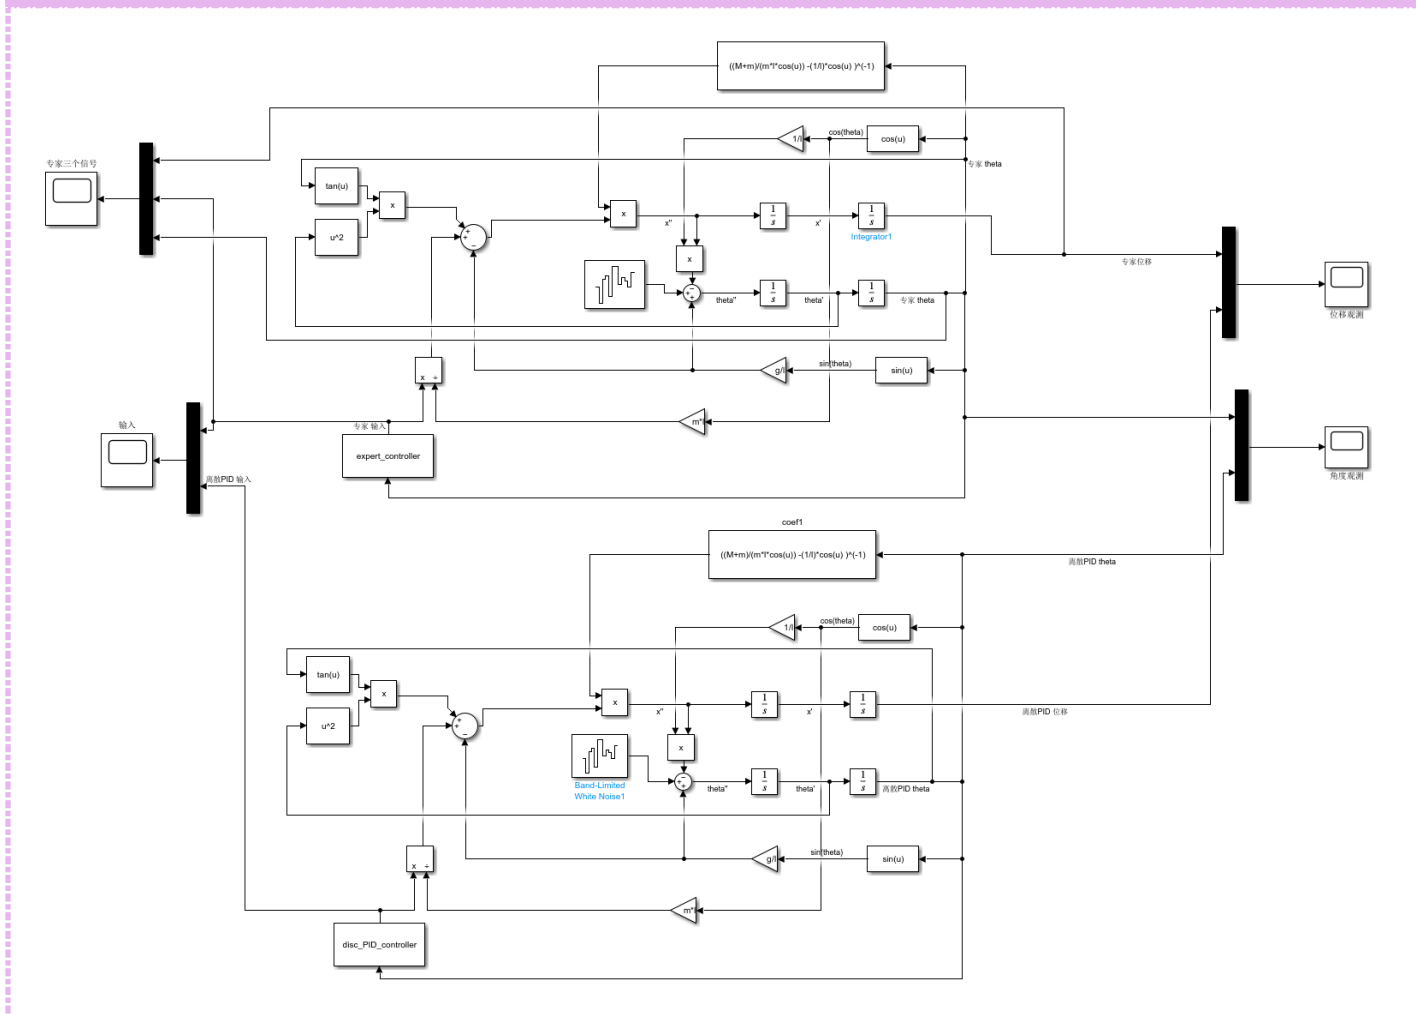 ((M+m)/(m*l*cos(u)) -(1/l)*cos(u) )^(-1)
1/l
cos(theta)
cos(u)
专家三个信号
专家 theta
tan(u)
x
u^2
+
+
−
x
x''
1
s
x'
1
s
Integrator1
x
−
+
+
theta''
1
s
theta'
1
s
专家 theta
专家位移
位移观测
x ÷
g/l
sin(theta)
sin(u)
输入
专家 输入
m*l
expert_controller
角度观测
离散PID 输入
coef1
((M+m)/(m*l*cos(u)) -(1/l)*cos(u) )^(-1)
离散PID theta
1/l
cos(theta)
cos(u)
tan(u)
x
u^2
+
+
−
x
x''
1
s
x'
1
s
离散PID 位移
x
−
+
+
theta''
1
s
theta'
1
s
离散PID theta
Band-Limited
White Noise1
x ÷
g/l
sin(theta)
sin(u)
m*l
disc_PID_controller